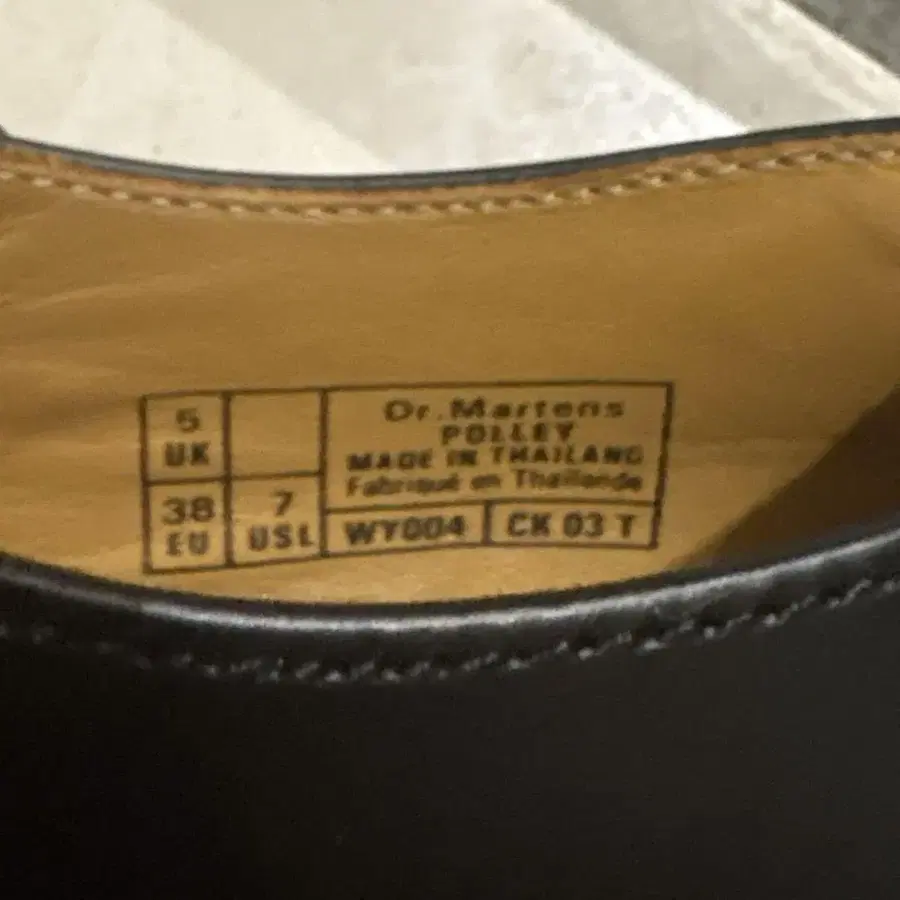 5
UK
38
EU
7
USL
Dr. Martens
POLLEY
MADE IN THAILAND
Fabriqué en Thaïlande
WY004
CK 03 T